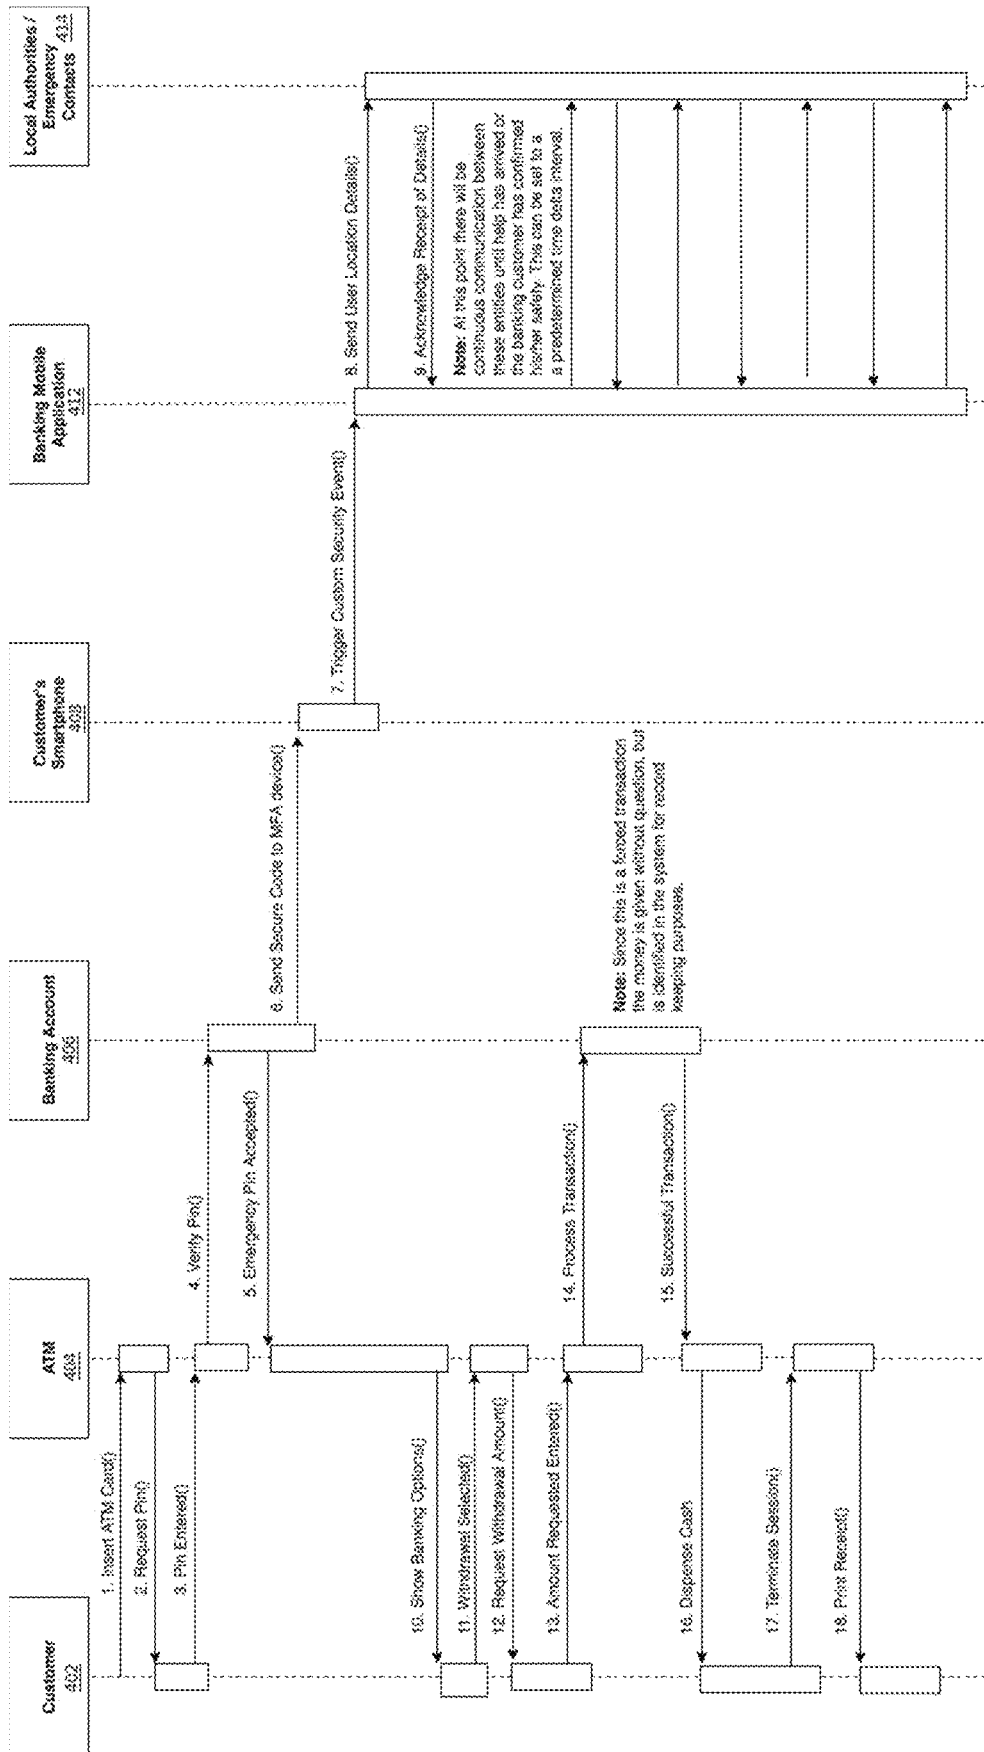 Customer
402
ATM
404
Banking Account
406
Customer's
Smartphone
408
Banking Mobile
Application
412
Local Authorities /
Emergency
Contacts 414
1. Insert ATM Card()
2. Request Pin()
3. Pin Entered()
4. Verify Pin()
5. Emergency Pin Accepted()
6. Send Secure Code to MFA device()
7. Trigger Custom Security Event()
8. Send User Location Details()
9. Acknowledge Receipt of Details()
Note: At this point there will be
continuous communication between
these entities until help has arrived or
the banking customer has confirmed
his/her safety. This can be set to a
a predetermined time delta interval.
10. Show Banking Options()
11. Withdrawal Selected()
12. Request Withdrawal Amount()
13. Amount Requested Entered()
14. Process Transaction()
Note: Since this is a forced transaction
the money is given without question, but
is identified in the system for record
keeping purposes.
15. Successful Transaction()
16. Dispense Cash
17. Terminate Session()
18. Print Receipt()